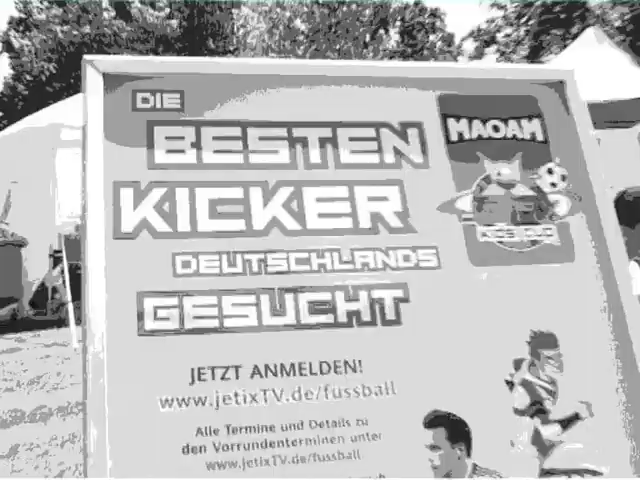 DIE
BESTEN
KICKER
DEUTSCHLANDS
GESUCHT
MAOAM
JETZT ANMELDEN!
www.jetixTV.de/fussball
Alle Termine und Details zu
den Vorrundenterminen unter
www.jetixTV.de/fussball